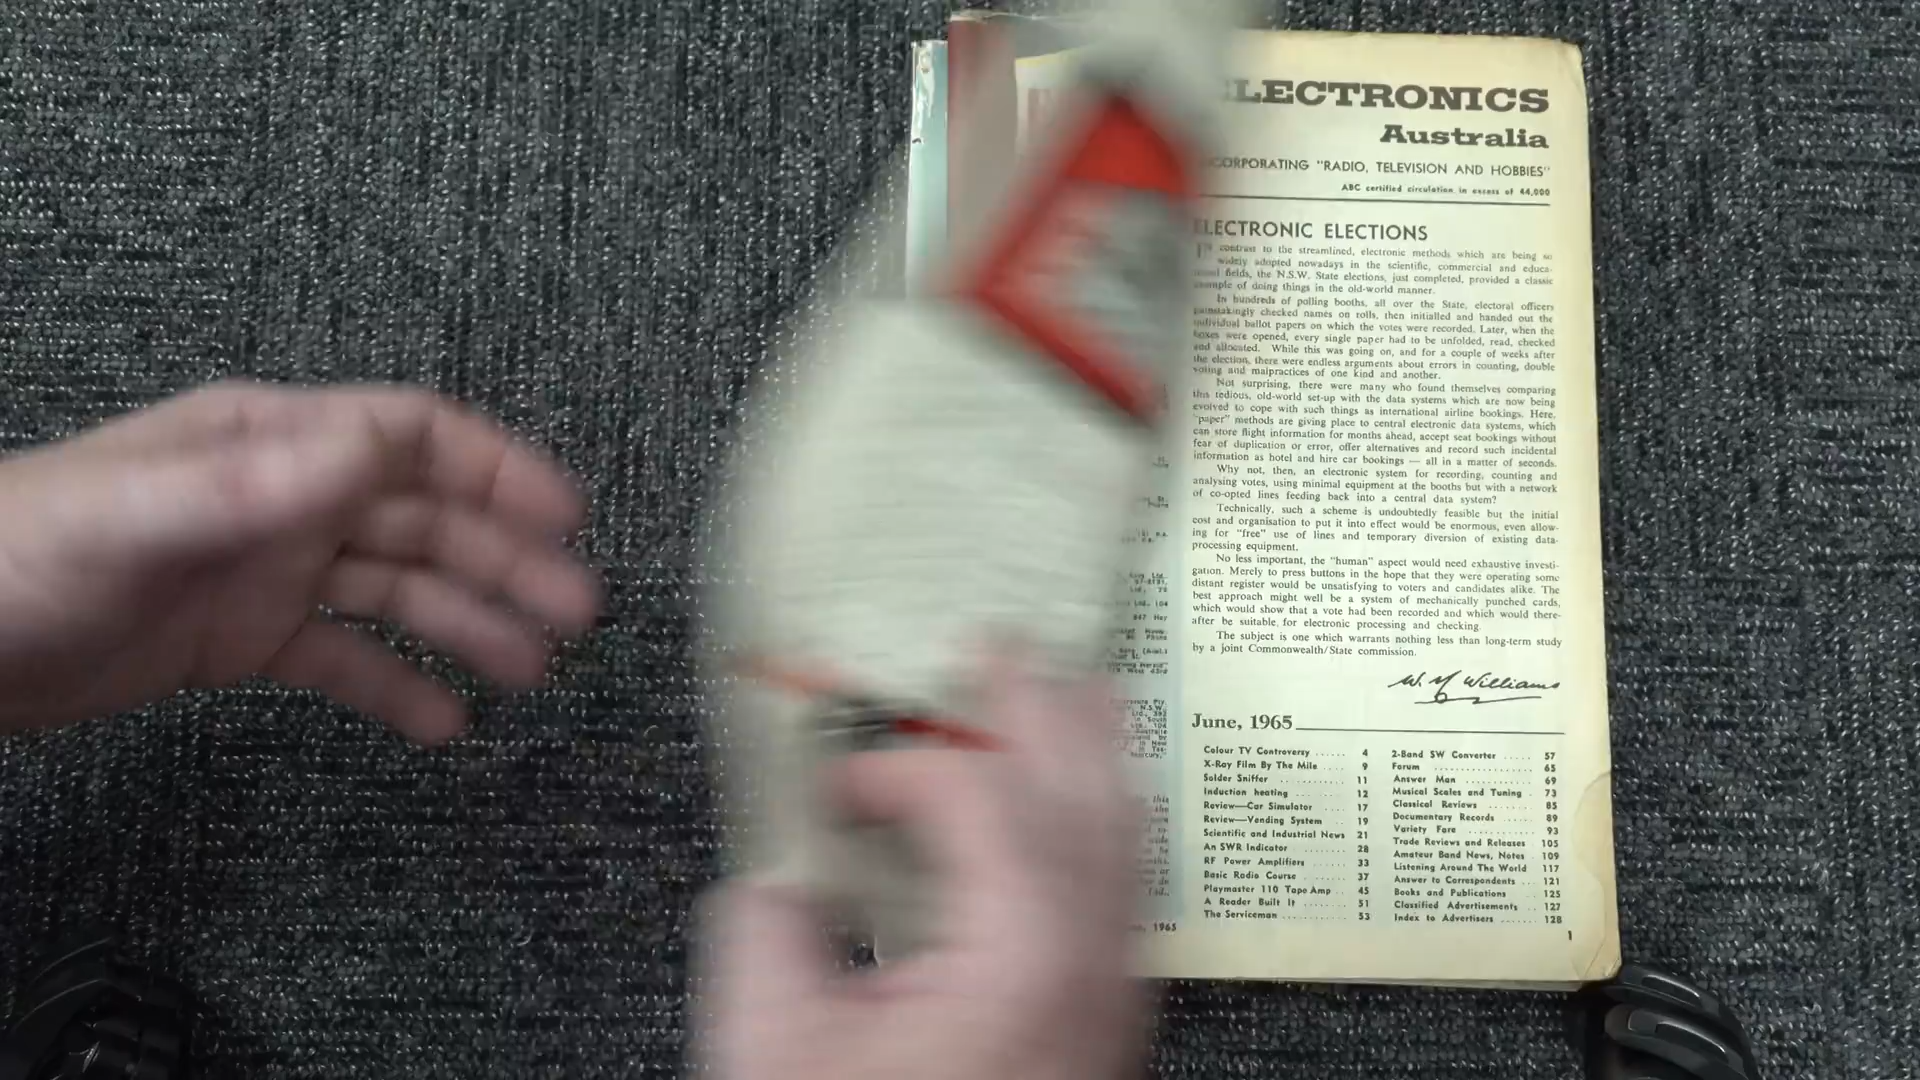 LECTRONICS
Australia
CORPORATING "RADIO, TELEVISION AND HOBBIES"
ABC certified circulation in excess of 44,000
ELECTRONIC ELECTIONS
IN contrast to the streamlined, electronic methods which are being so
widely adopted nowadays in the scientific, commercial and educa-
tional fields, the N.S.W. State elections, just completed, provided a classic
example of doing things in the old-world manner.
In hundreds of polling booths, all over the State, electoral officers
painstakingly checked names on rolls, then initialled and handed out the
individual ballot papers on which the votes were recorded. Later, when the
boxes were opened, every single paper had to be unfolded, read, checked
and allocated. While this was going on, and for a couple of weeks after
the election, there were endless arguments about errors in counting, double
voting and malpractices of one kind and another.
Not surprising, there were many who found themselves comparing
this tedious, old-world set-up with the data systems which are now being
evolved to cope with such things as international airline bookings. Here,
"paper" methods are giving place to central electronic data systems, which
can store flight information for months ahead, accept seat bookings without
fear of duplication or error, offer alternatives and record such incidental
information as hotel and hire car bookings — all in a matter of seconds.
Why not, then, an electronic system for recording, counting and
analysing votes, using minimal equipment at the booths but with a network
of co-opted lines feeding back into a central data system?
Technically, such a scheme is undoubtedly feasible but the initial
cost and organisation to put it into effect would be enormous, even allow-
ing for "free" use of lines and temporary diversion of existing data-
processing equipment.
No less important, the "human" aspect would need exhaustive investi-
gation. Merely to press buttons in the hope that they were operating some
distant register would be unsatisfying to voters and candidates alike. The
best approach might well be a system of mechanically punched cards,
which would show that a vote had been recorded and which would there-
after be suitable for electronic processing and checking.
The subject is one which warrants nothing less than long-term study
by a joint Commonwealth/State commission.
W. N Williams
June, 1965
Colour TV Controversy ...... 4
X-Ray Film By The Mile .... 9
Solder Sniffer ............ 11
Induction heating .......... 12
Review—Car Simulator .... 17
Review—Vending System .. 19
Scientific and Industrial News 21
An SWR Indicator ........ 28
RF Power Amplifiers ...... 33
Basic Radio Course ........ 37
Playmaster 110 Tape Amp .. 45
A Reader Built It ........ 51
The Serviceman ............ 53
2-Band SW Converter ..... 57
Forum .............. 65
Answer Man .......... 69
Musical Scales and Tuning . 73
Classical Reviews ........ 85
Documentary Records .... 89
Variety Fare .......... 93
Trade Reviews and Releases 105
Amateur Band News, Notes . 109
Listening Around The World 117
Answer to Correspondents .. 121
Books and Publications .... 125
Classified Advertisements .. 127
Index to Advertisers ...... 128
1965
1